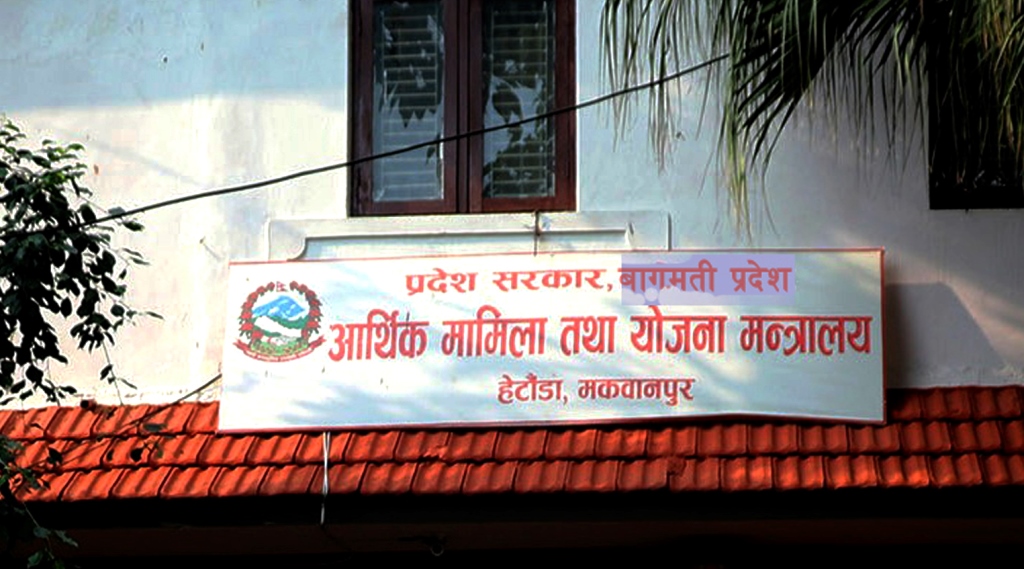 प्रदेश सरकार, बागमती प्रदेश
आर्थिक मामिला तथा योजना मन्त्रालय
हेटौंडा, मकवानपुर